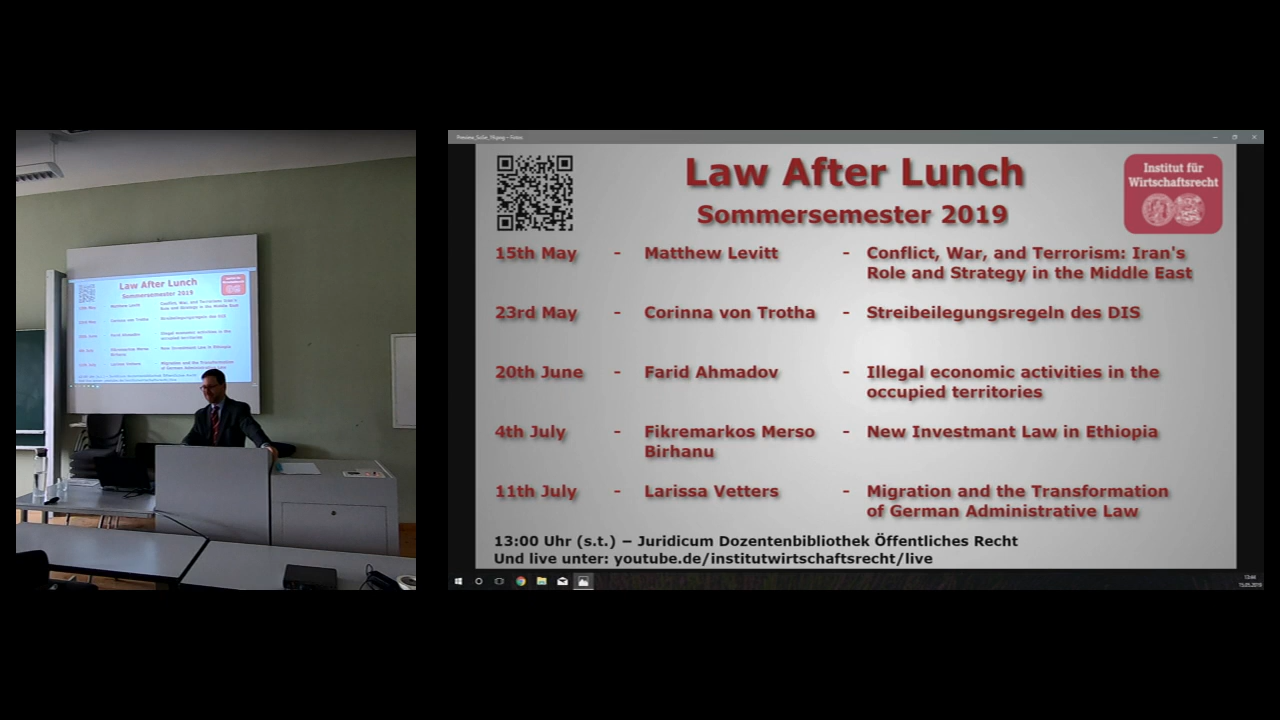 Law After Lunch
Sommersemester 2019
Institut für
Wirtschaftsrecht
15th May - Matthew Levitt - Conflict, War, and Terrorism: Iran's
Role and Strategy in the Middle East
23rd May - Corinna von Trotha - Streibeilegungsregeln des DIS
20th June - Farid Ahmadov - Illegal economic activities in the
occupied territories
4th July - Fikremarkos Merso - New Investmant Law in Ethiopia
Birhanu
11th July - Larissa Vetters - Migration and the Transformation
of German Administrative Law
13:00 Uhr (s.t.) – Juridicum Dozentenbibliothek Öffentliches Recht
Und live unter: youtube.de/institutwirtschaftsrecht/live
Law After Lunch
Sommersemester 2019